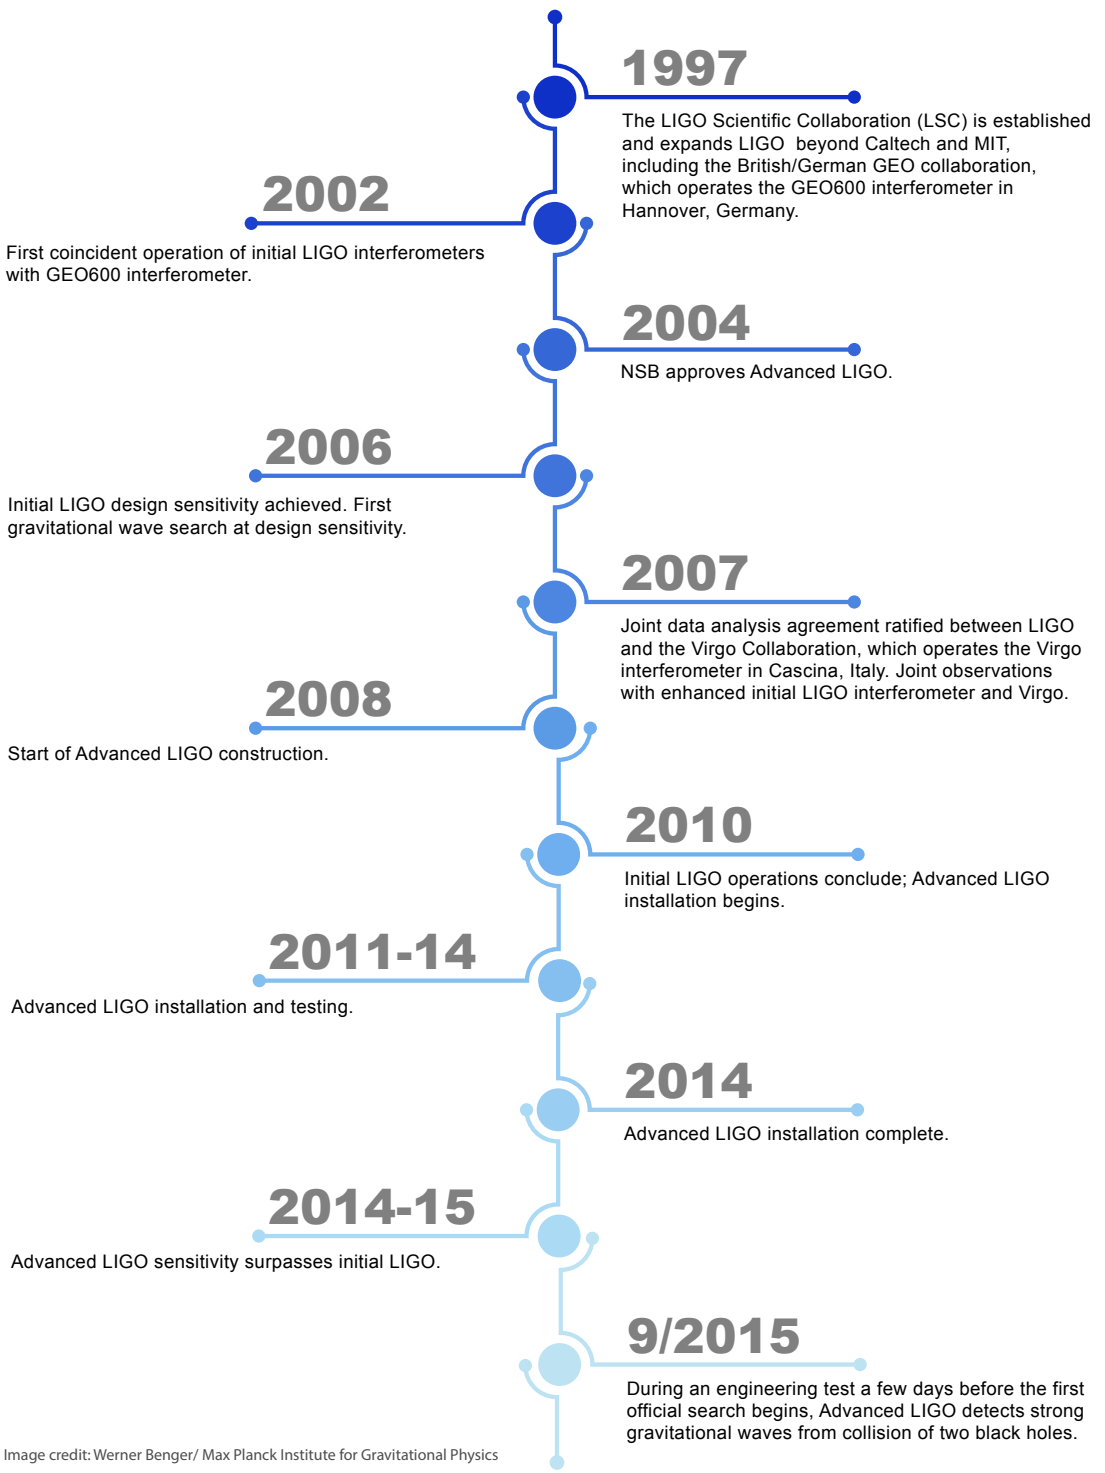 1997
The LIGO Scientific Collaboration (LSC) is established
and expands LIGO beyond Caltech and MIT,
including the British/German GEO collaboration,
which operates the GEO600 interferometer in
Hannover, Germany.
2002
First coincident operation of initial LIGO interferometers
with GEO600 interferometer.
2004
NSB approves Advanced LIGO.
2006
Initial LIGO design sensitivity achieved. First
gravitational wave search at design sensitivity.
2007
Joint data analysis agreement ratified between LIGO
and the Virgo Collaboration, which operates the Virgo
interferometer in Cascina, Italy. Joint observations
with enhanced initial LIGO interferometer and Virgo.
2008
Start of Advanced LIGO construction.
2010
Initial LIGO operations conclude; Advanced LIGO
installation begins.
2011-14
Advanced LIGO installation and testing.
2014
Advanced LIGO installation complete.
2014-15
Advanced LIGO sensitivity surpasses initial LIGO.
9/2015
During an engineering test a few days before the first
official search begins, Advanced LIGO detects strong
gravitational waves from collision of two black holes.
Image credit: Werner Benger/ Max Planck Institute for Gravitational Physics